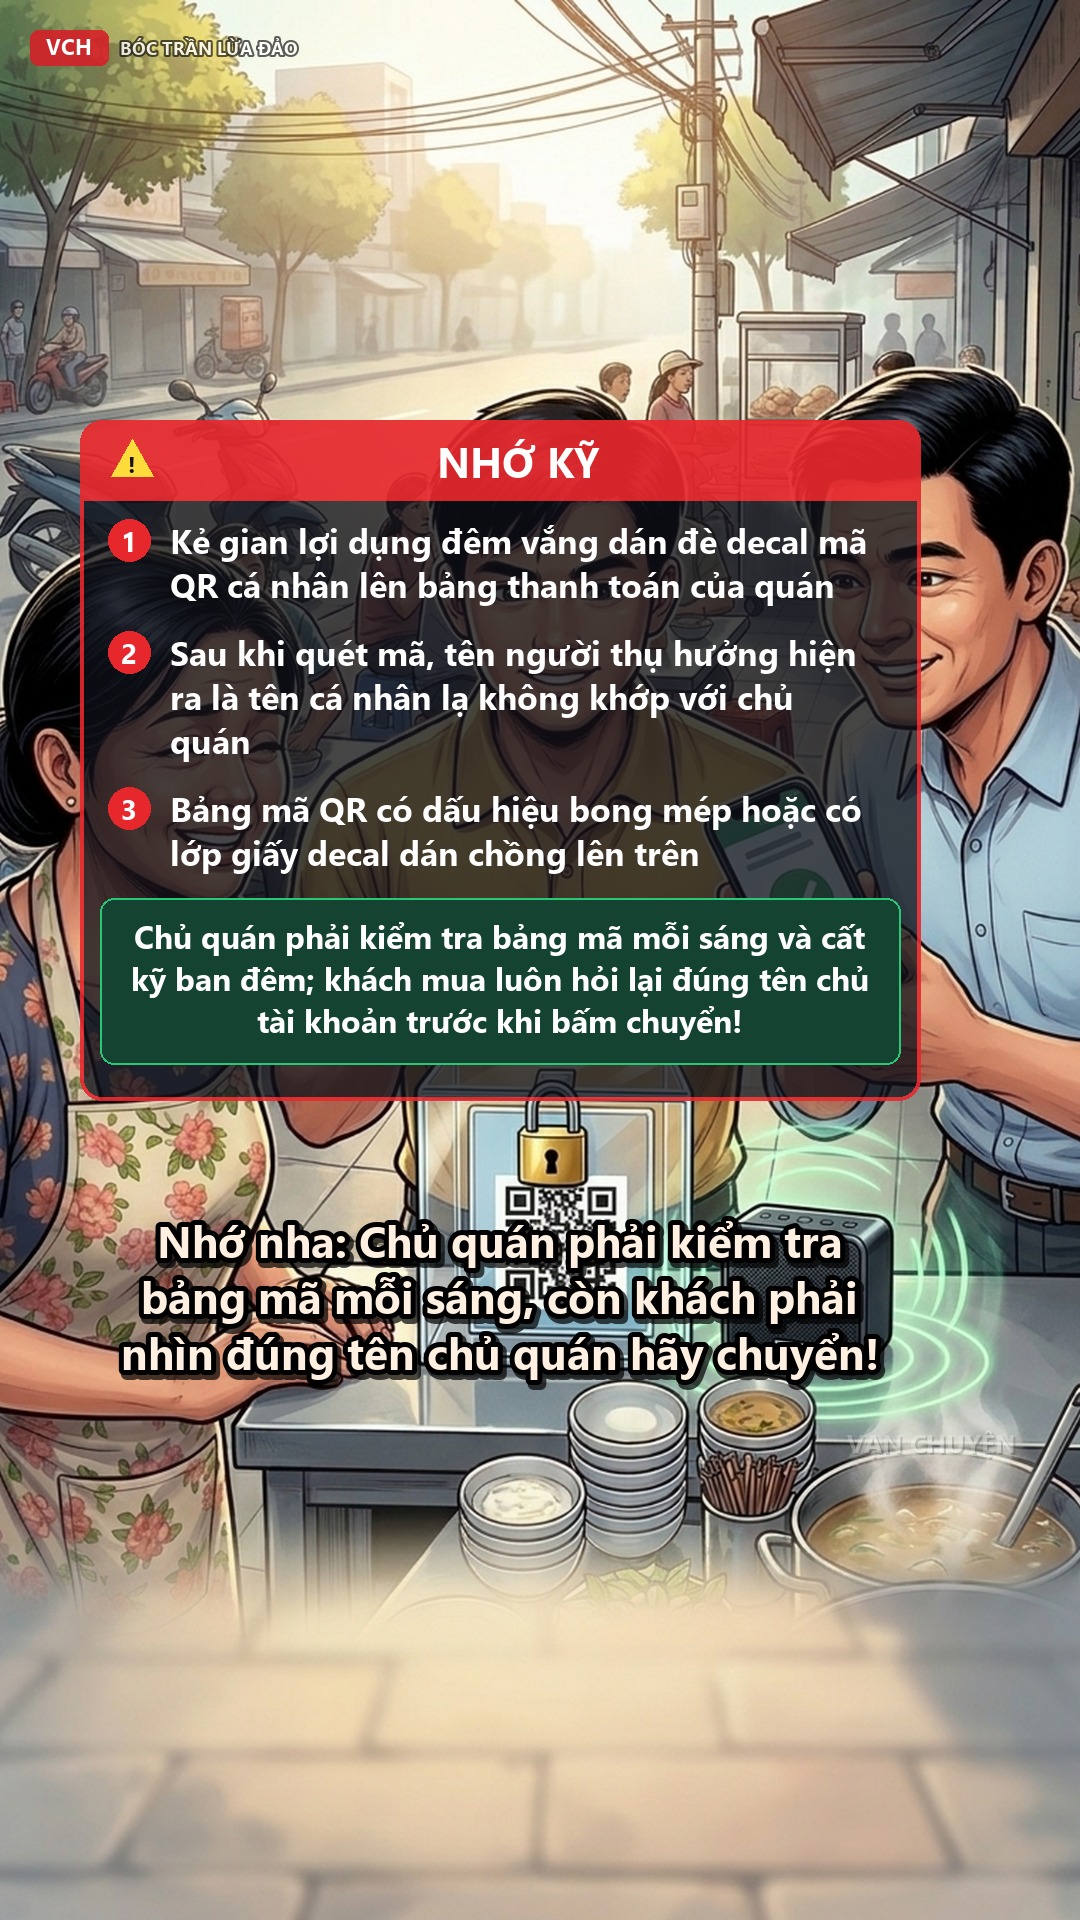 VCH BÓC TRẦN LỪA ĐẢO
NHỚ KỸ
1 Kẻ gian lợi dụng đêm vắng dán đè decal mã
QR cá nhân lên bảng thanh toán của quán
2 Sau khi quét mã, tên người thụ hưởng hiện
ra là tên cá nhân lạ không khớp với chủ
quán
3 Bảng mã QR có dấu hiệu bong mép hoặc có
lớp giấy decal dán chồng lên trên
Chủ quán phải kiểm tra bảng mã mỗi sáng và cất
kỹ ban đêm; khách mua luôn hỏi lại đúng tên chủ
tài khoản trước khi bấm chuyển!
Nhớ nha: Chủ quán phải kiểm tra
bảng mã mỗi sáng, còn khách phải
nhìn đúng tên chủ quán hãy chuyển!
VẠN CHUYỆN